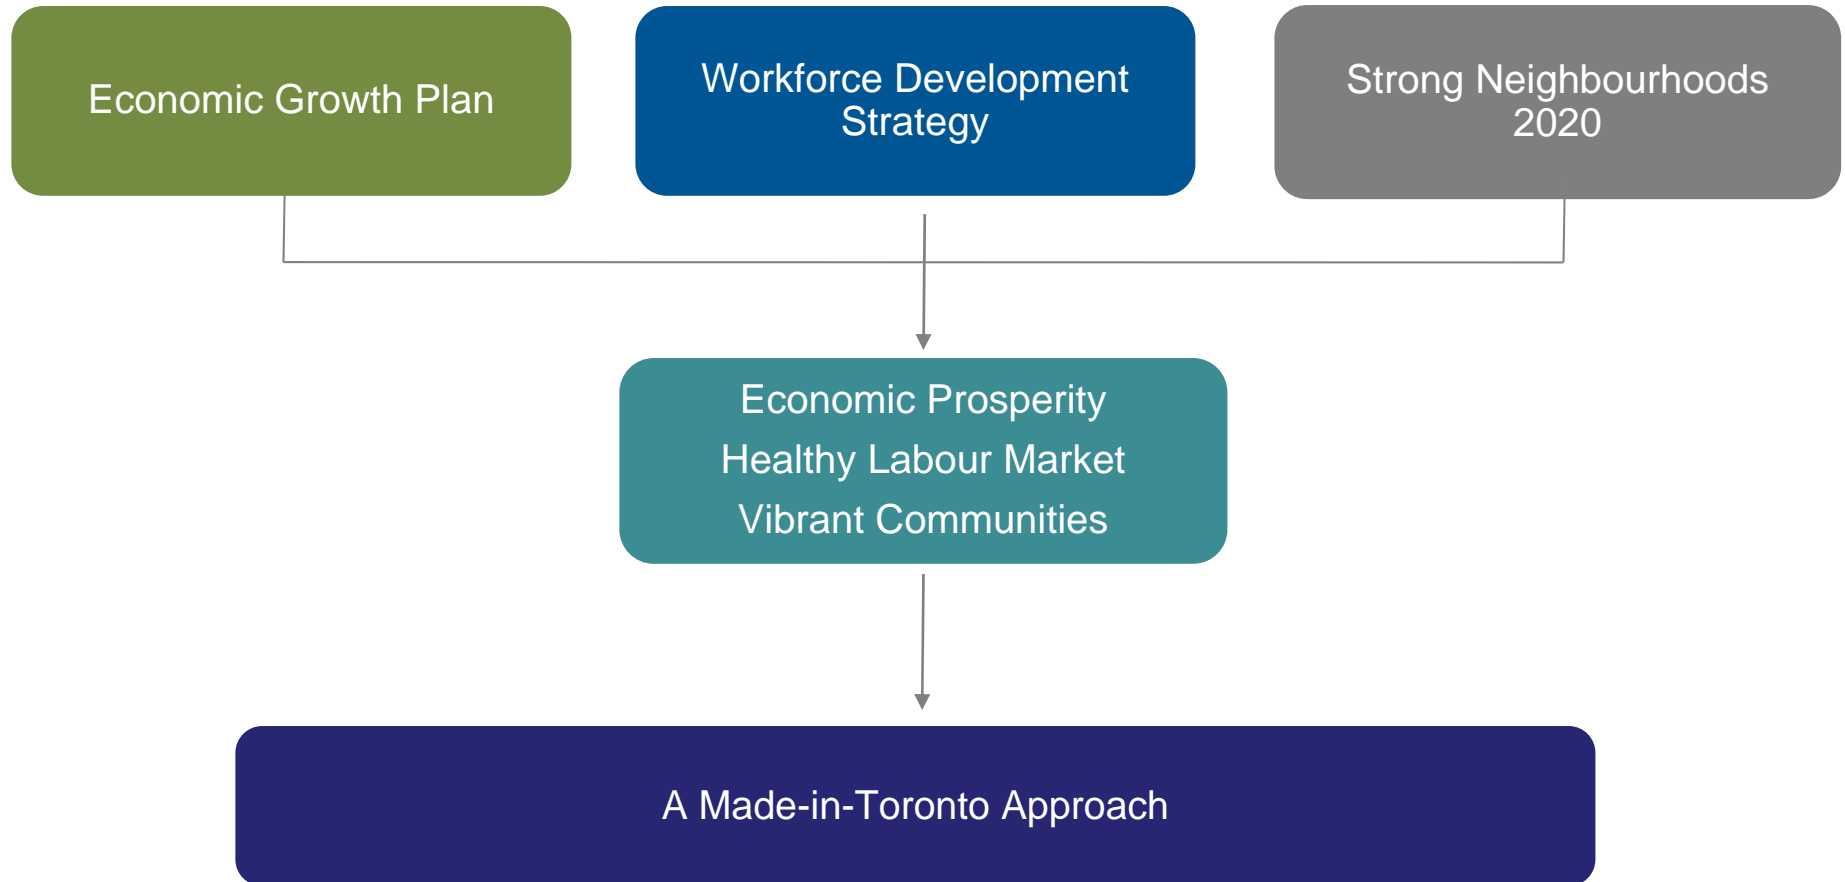 Economic Growth Plan
Workforce Development
Strategy
Strong Neighbourhoods
2020
Economic Prosperity
Healthy Labour Market
Vibrant Communities
A Made-in-Toronto Approach